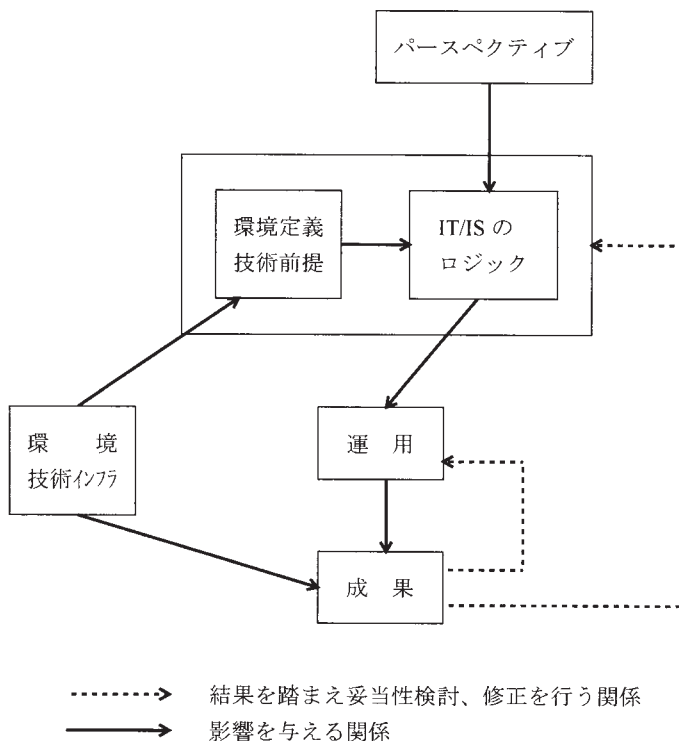 パースペクティブ
環境定義
技術前提
IT/IS の
ロジック
環 境
技術インフラ
運 用
成 果
結果を踏まえ妥当性検討、修正を行う関係
影響を与える関係